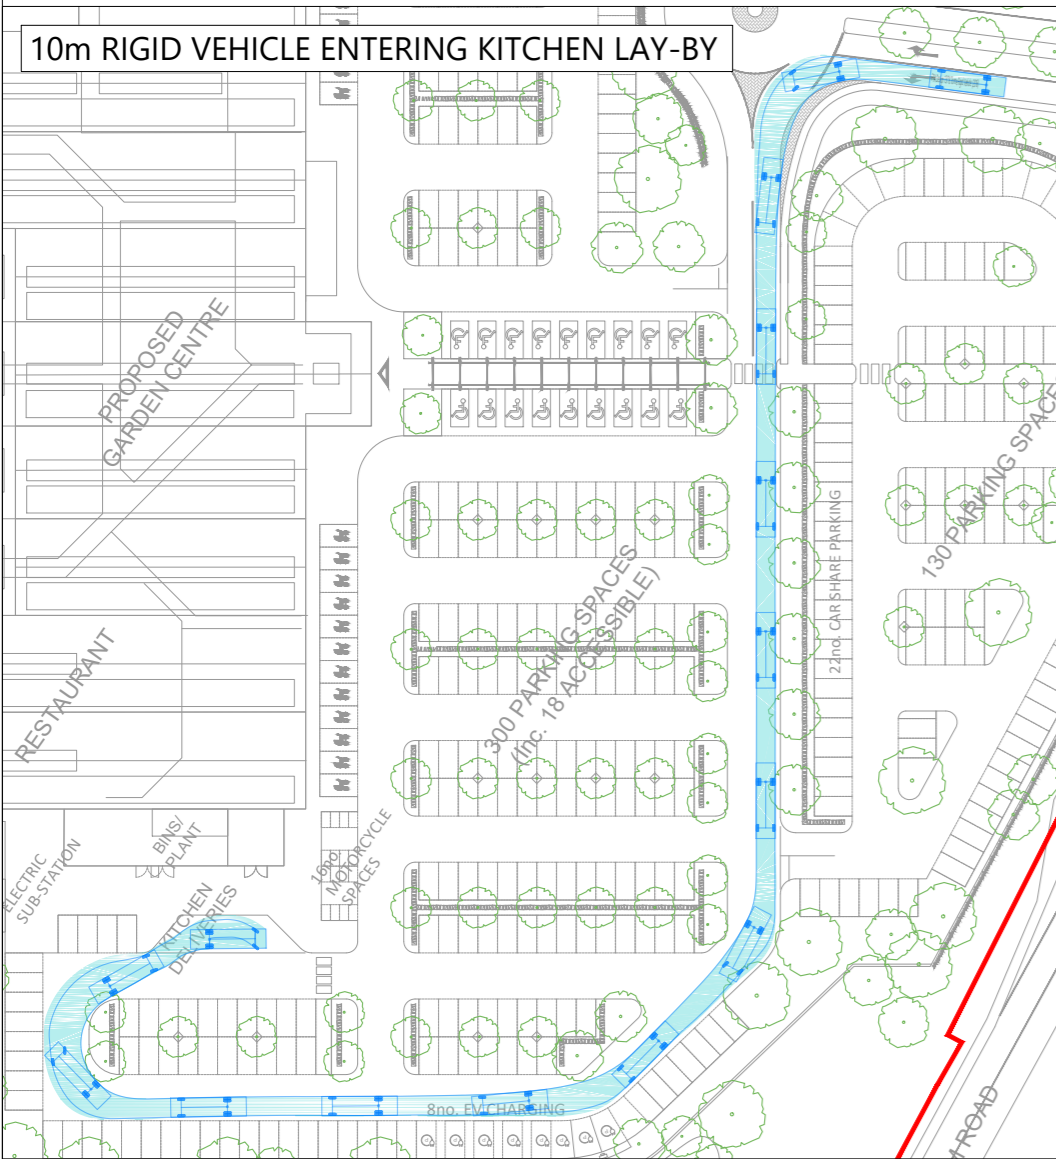 10m RIGID VEHICLE ENTERING KITCHEN LAY-BY
PROPOSED
GARDEN CENTRE
130 PARKING SPACE
22no. CAR SHARE PARKING
300 PARKING SPACES
(Inc. 18 ACCESSIBLE)
RESTAURANT
16no.
MOTORCYCLE
SPACES
BINS/
PLANT
ELECTRIC
SUB-STATION
KITCHEN
DELIVERIES
8no. EV CHARGING
ROAD